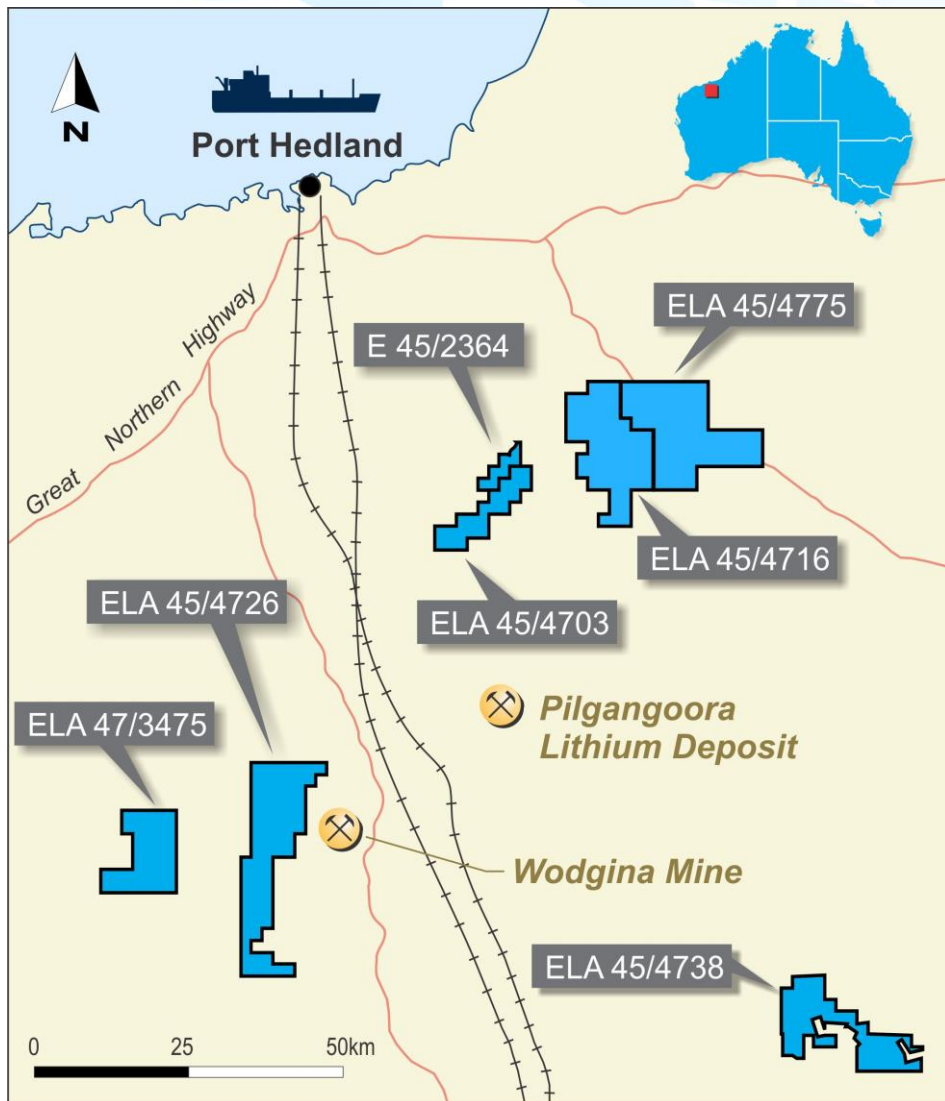 N
Port Hedland
Great Northern Highway
ELA 45/4775
E 45/2364
ELA 45/4716
ELA 45/4703
ELA 45/4726
ELA 47/3475
Pilgangoora
Lithium Deposit
Wodgina Mine
ELA 45/4738
0 25 50km